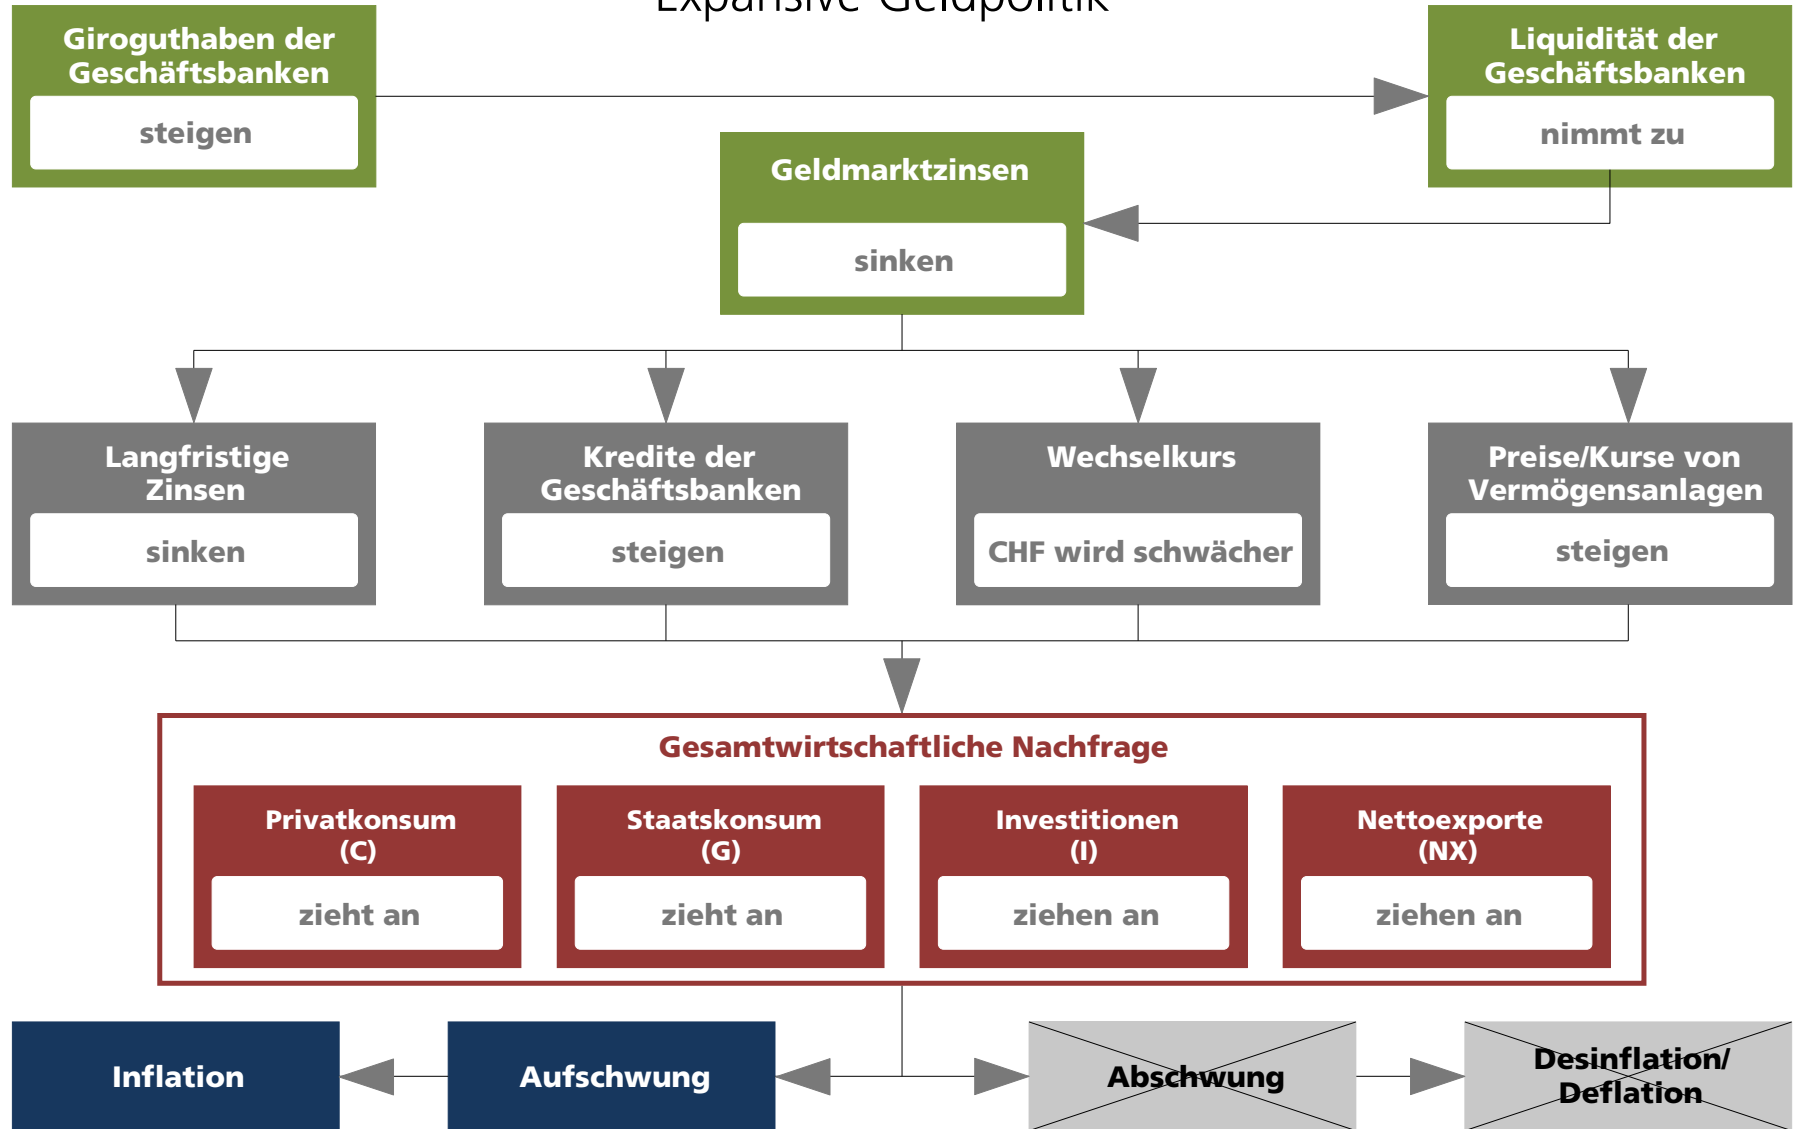 Expansive Geldpolitik
Giroguthaben der
Geschäftsbanken
steigen
Liquidität der
Geschäftsbanken
nimmt zu
Geldmarktzinsen
sinken
Langfristige
Zinsen
sinken
Kredite der
Geschäftsbanken
steigen
Wechselkurs
CHF wird schwächer
Preise/Kurse von
Vermögensanlagen
steigen
Gesamtwirtschaftliche Nachfrage
Privatkonsum
(C)
zieht an
Staatskonsum
(G)
zieht an
Investitionen
(I)
ziehen an
Nettoexporte
(NX)
ziehen an
Inflation
Aufschwung
Abschwung
Desinflation/
Deflation